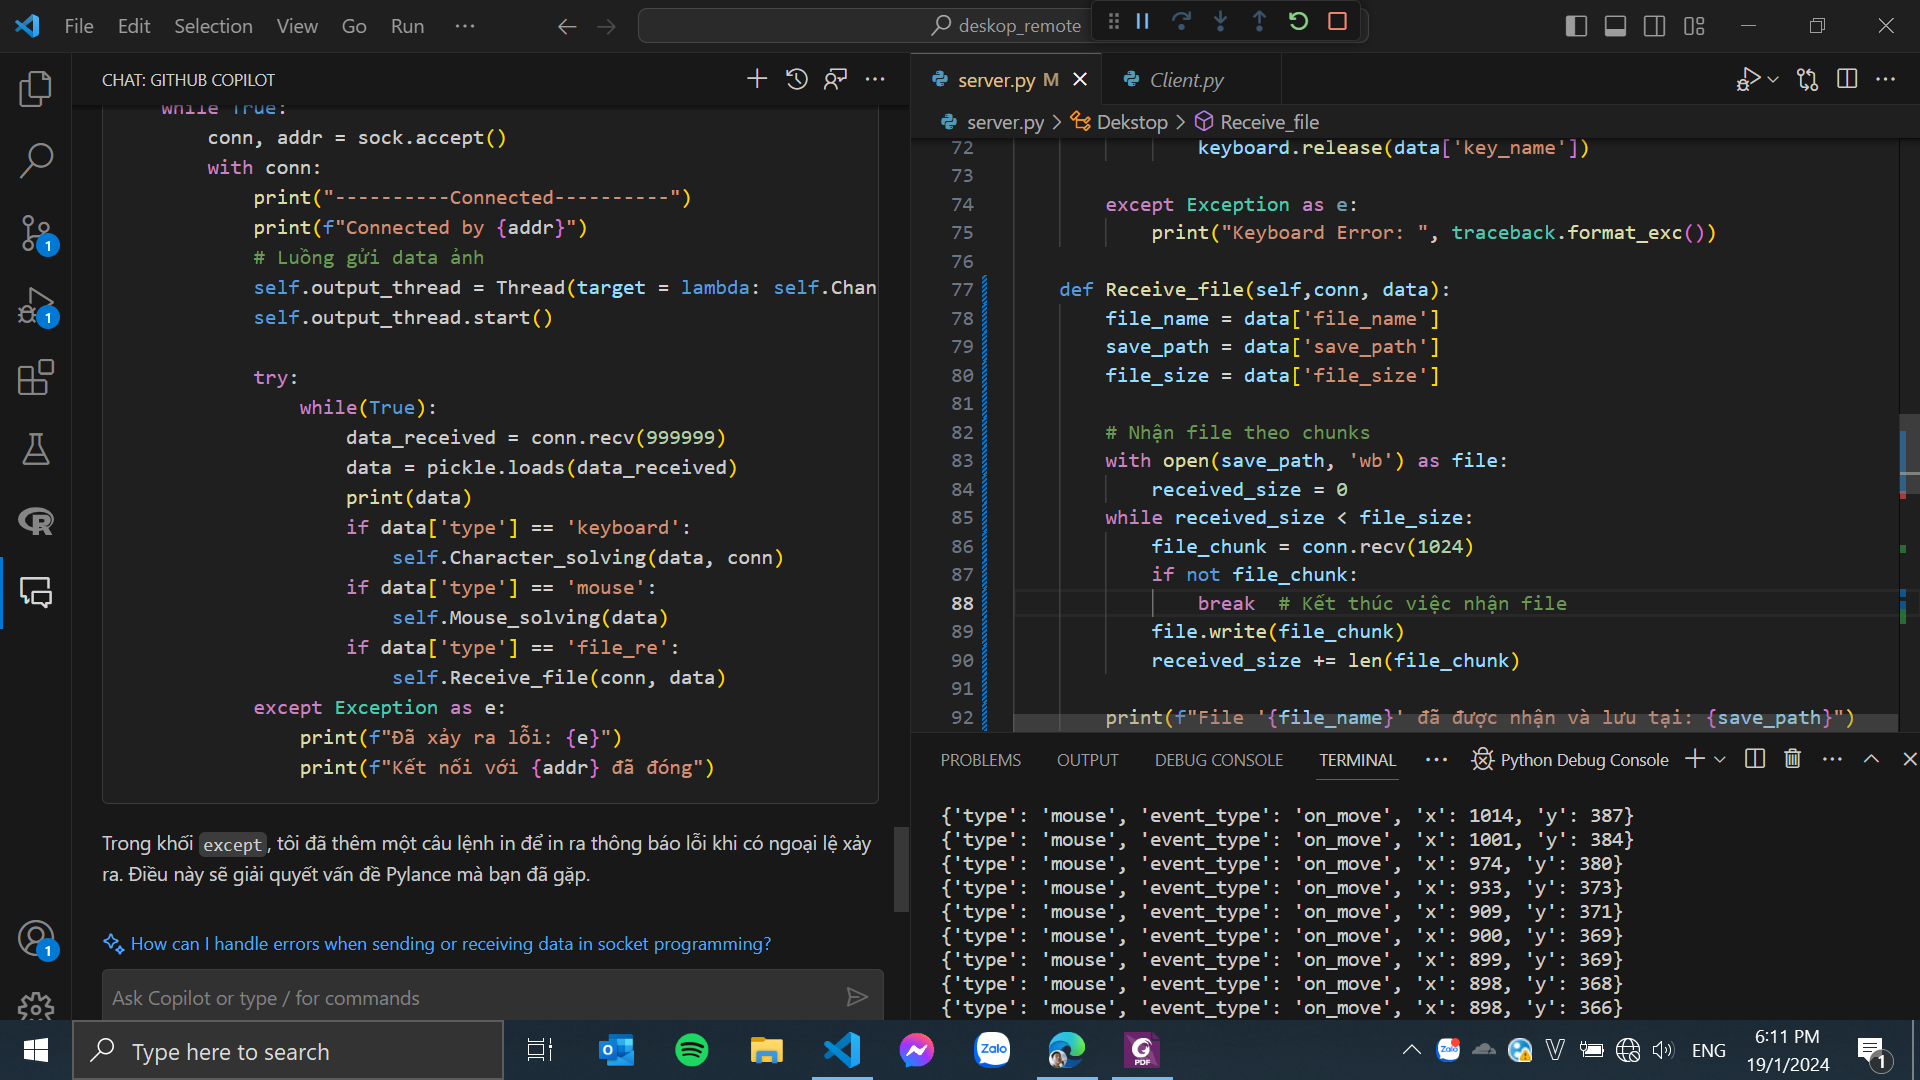 File Edit Selection View Go Run ···
deskop_remote
CHAT: GITHUB COPILOT
while True:
conn, addr = sock.accept()
with conn:
print("----------Connected----------")
print(f"Connected by {addr}")
# Luồng gửi data ảnh
self.output_thread = Thread(target = lambda: self.Chan
self.output_thread.start()
try:
while(True):
data_received = conn.recv(999999)
data = pickle.loads(data_received)
print(data)
if data['type'] == 'keyboard':
self.Character_solving(data, conn)
if data['type'] == 'mouse':
self.Mouse_solving(data)
if data['type'] == 'file_re':
self.Receive_file(conn, data)
except Exception as e:
print(f"Đã xảy ra lỗi: {e}")
print(f"Kết nối với {addr} đã đóng")
Trong khối except, tôi đã thêm một câu lệnh in để in ra thông báo lỗi khi có ngoại lệ xảy
ra. Điều này sẽ giải quyết vấn đề Pylance mà bạn đã gặp.
How can I handle errors when sending or receiving data in socket programming?
Ask Copilot or type / for commands
1
1
1
server.py M
Client.py
server.py > Dekstop > Receive_file
72 keyboard.release(data['key_name'])
73
74 except Exception as e:
75 print("Keyboard Error: ", traceback.format_exc())
76
77 def Receive_file(self,conn, data):
78 file_name = data['file_name']
79 save_path = data['save_path']
80 file_size = data['file_size']
81
82 # Nhận file theo chunks
83 with open(save_path, 'wb') as file:
84 received_size = 0
85 while received_size < file_size:
86 file_chunk = conn.recv(1024)
87 if not file_chunk:
88 break # Kết thúc việc nhận file
89 file.write(file_chunk)
90 received_size += len(file_chunk)
91
92 print(f"File '{file_name}' đã được nhận và lưu tại: {save_path}")
PROBLEMS OUTPUT DEBUG CONSOLE TERMINAL ··· Python Debug Console
{'type': 'mouse', 'event_type': 'on_move', 'x': 1014, 'y': 387}
{'type': 'mouse', 'event_type': 'on_move', 'x': 1001, 'y': 384}
{'type': 'mouse', 'event_type': 'on_move', 'x': 974, 'y': 380}
{'type': 'mouse', 'event_type': 'on_move', 'x': 933, 'y': 373}
{'type': 'mouse', 'event_type': 'on_move', 'x': 909, 'y': 371}
{'type': 'mouse', 'event_type': 'on_move', 'x': 900, 'y': 369}
{'type': 'mouse', 'event_type': 'on_move', 'x': 899, 'y': 369}
{'type': 'mouse', 'event_type': 'on_move', 'x': 898, 'y': 368}
{'type': 'mouse', 'event_type': 'on_move', 'x': 898, 'y': 366}
Type here to search
Zalo
PDF
ENG
6:11 PM
19/1/2024
1